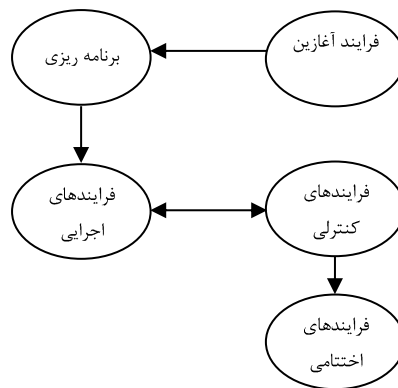 فرایند آغازین
برنامه ریزی
فرایندهای
اجرایی
فرایندهای
کنترلی
فرایندهای
اختتامی